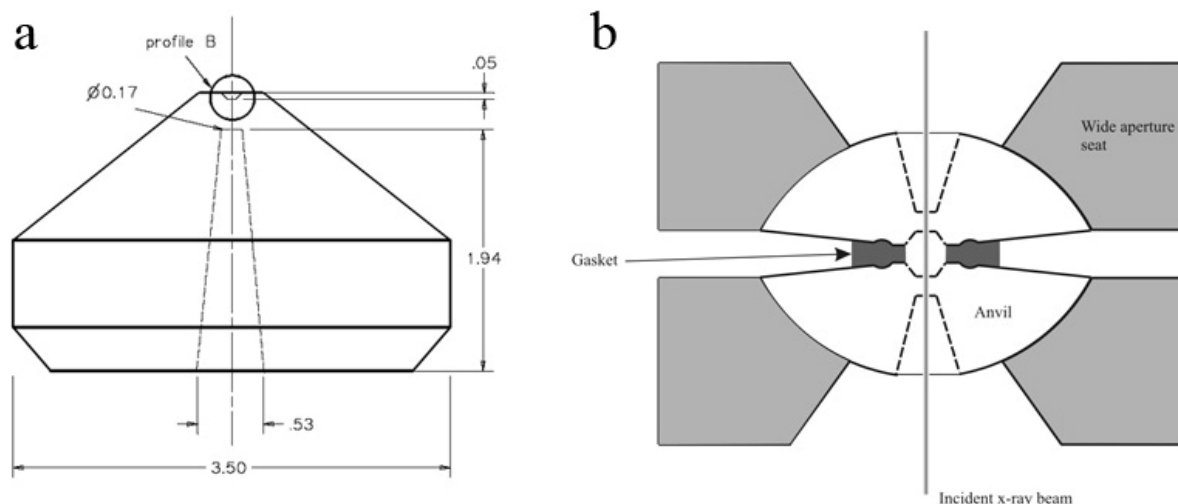 a
profile B
.05
Ø0.17
1.94
.53
3.50
b
Wide aperture
seat
Gasket
Anvil
Incident x-ray beam